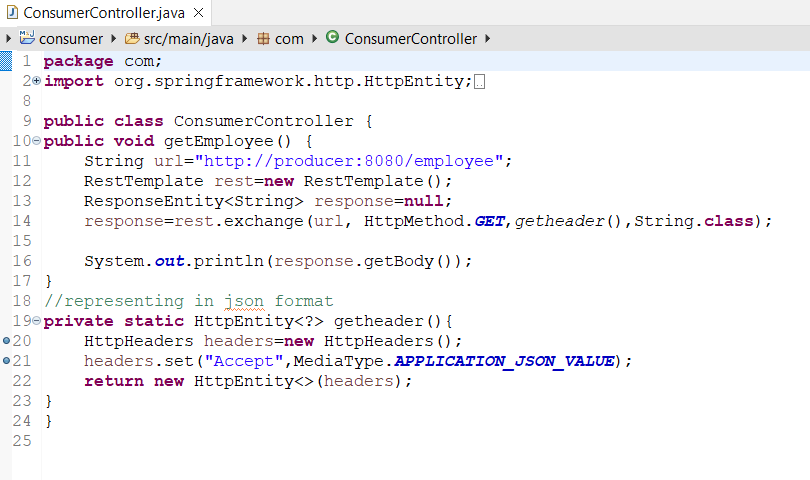 ConsumerController.java
consumer src/main/java com ConsumerController
1 package com;
2 import org.springframework.http.HttpEntity;
8
9 public class ConsumerController {
10 public void getEmployee() {
11 String url="http://producer:8080/employee";
12 RestTemplate rest=new RestTemplate();
13 ResponseEntity<String> response=null;
14 response=rest.exchange(url, HttpMethod.GET,getheader(),String.class);
15
16 System.out.println(response.getBody());
17 }
18 //representing in json format
19 private static HttpEntity<?> getheader(){
20 HttpHeaders headers=new HttpHeaders();
21 headers.set("Accept",MediaType.APPLICATION_JSON_VALUE);
22 return new HttpEntity<>(headers);
23 }
24 }
25